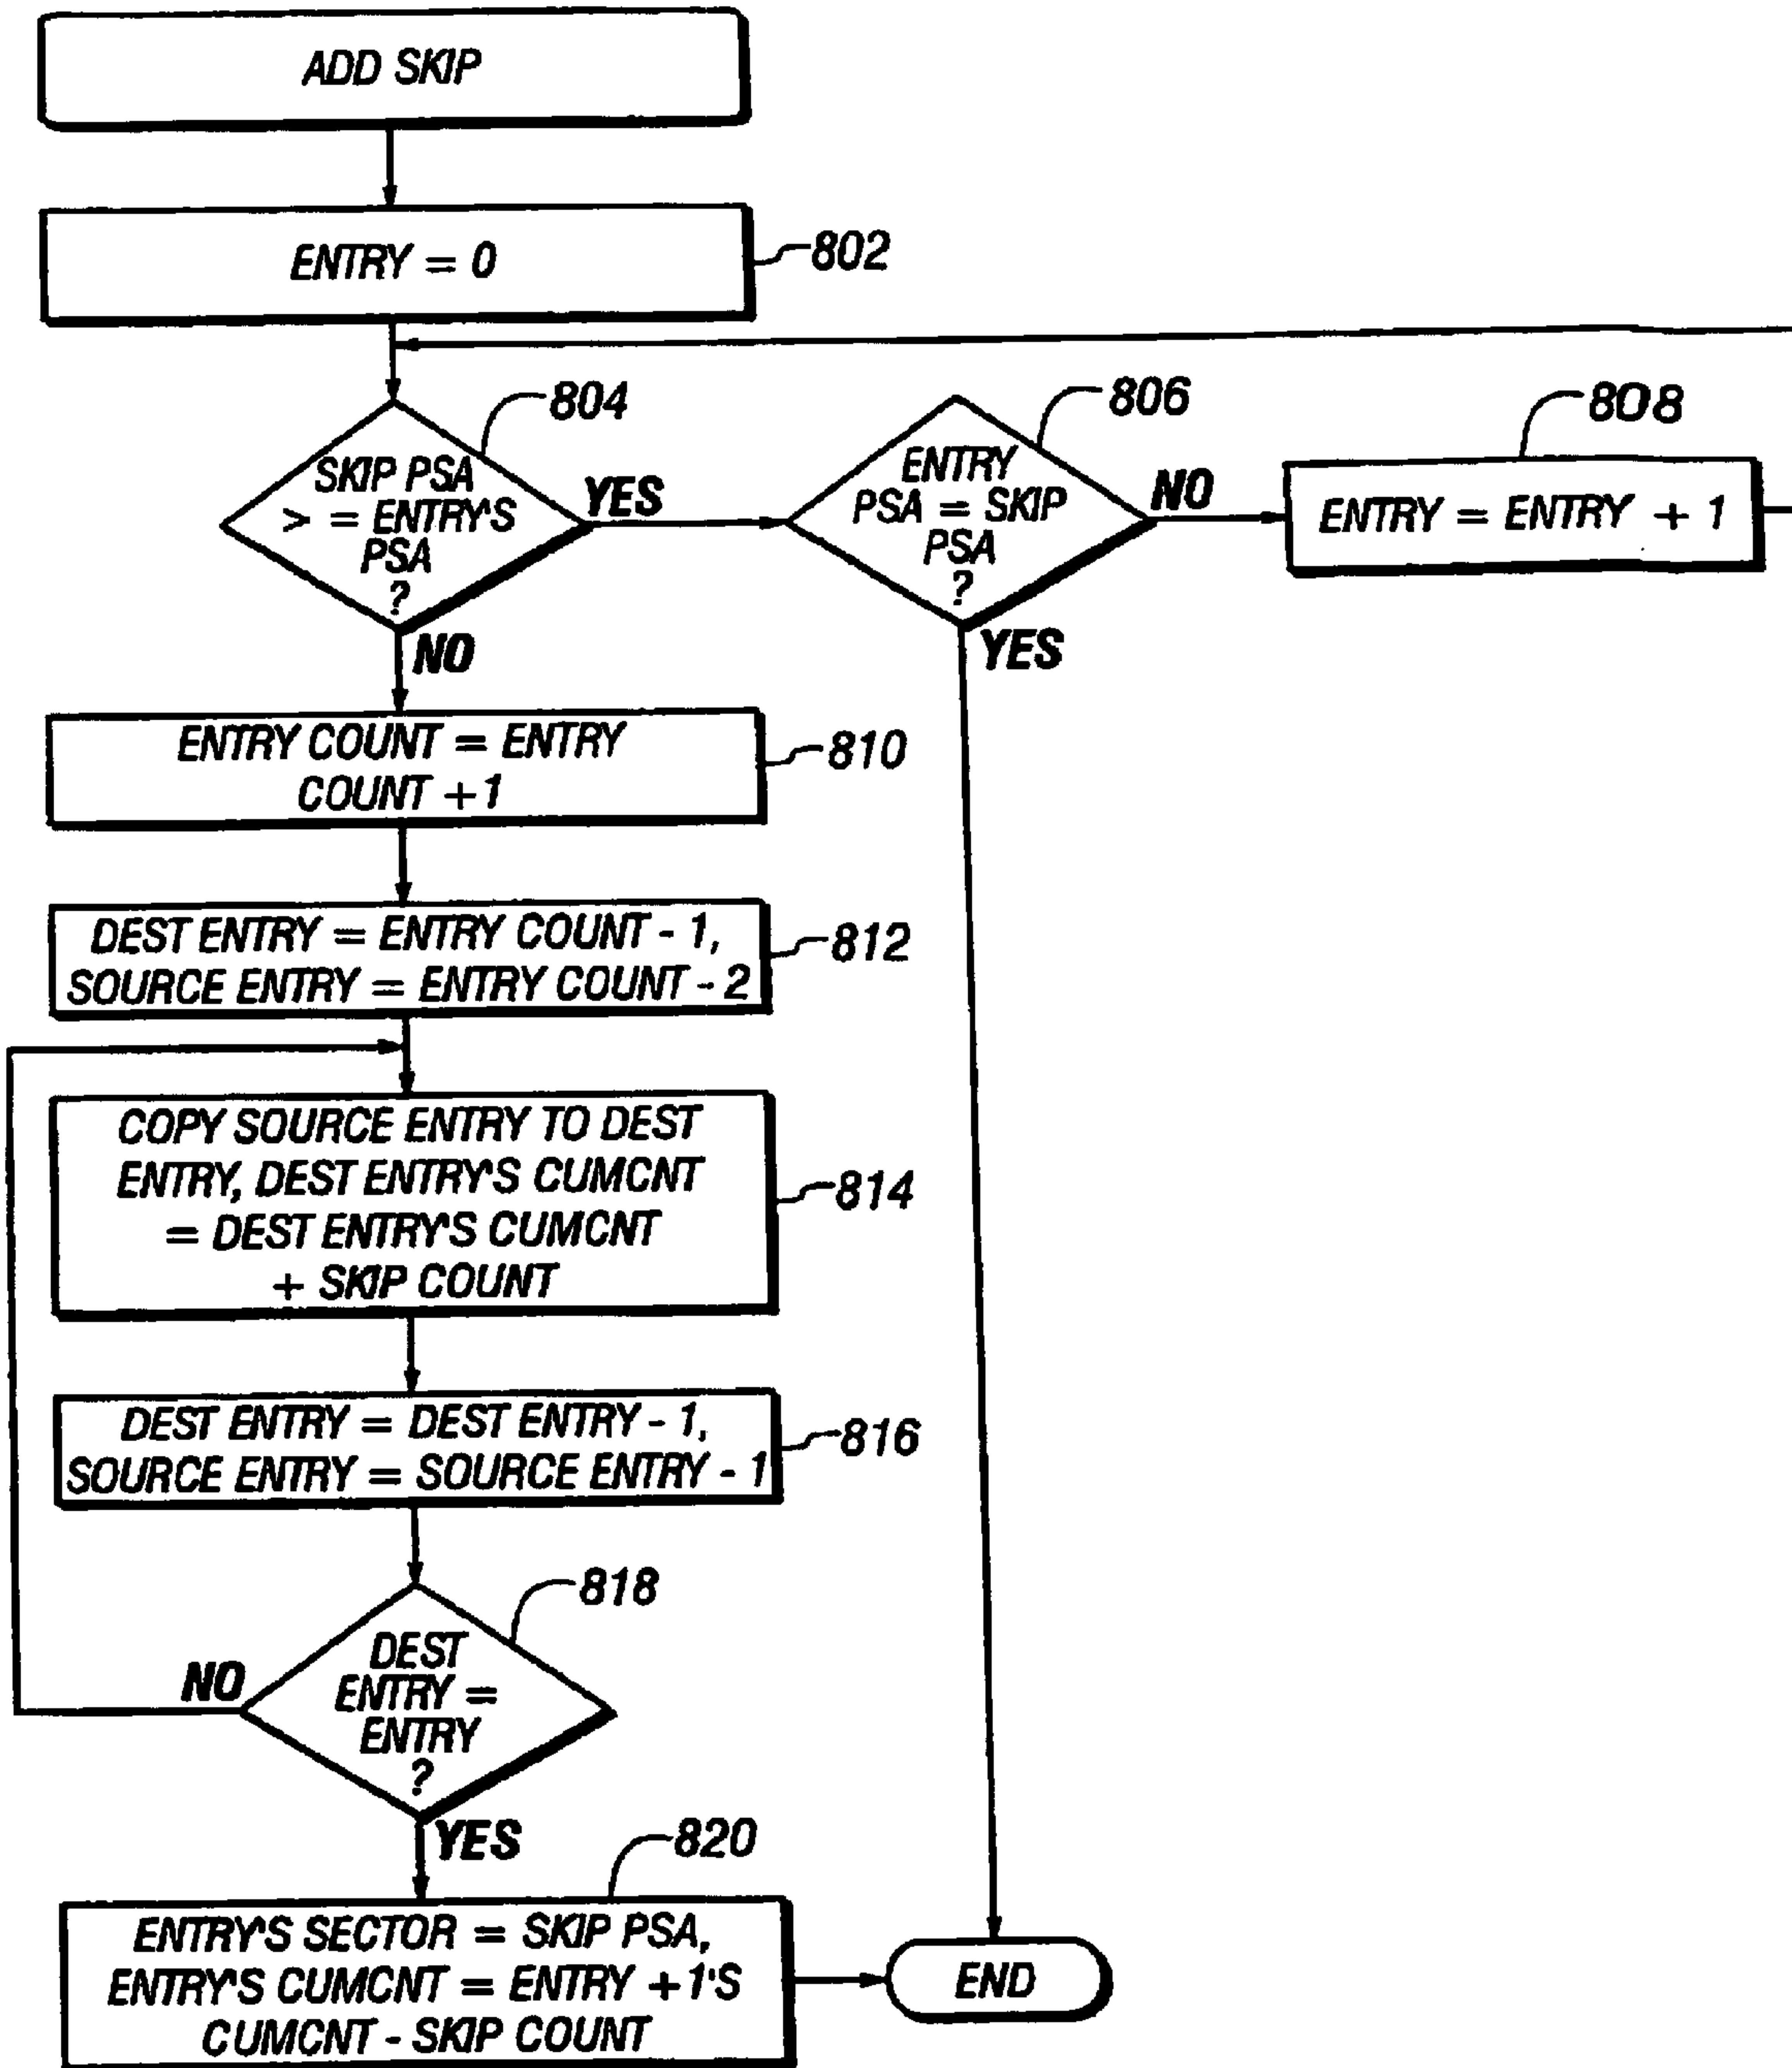 ADD SKIP
ENTRY = 0
802
804
SKIP PSA
> = ENTRY'S
PSA
?
YES
NO
806
ENTRY
PSA = SKIP
PSA
?
NO
YES
808
ENTRY = ENTRY + 1
ENTRY COUNT = ENTRY
COUNT +1
810
DEST ENTRY = ENTRY COUNT - 1,
SOURCE ENTRY = ENTRY COUNT - 2
812
COPY SOURCE ENTRY TO DEST
ENTRY, DEST ENTRY'S CUMCNT
= DEST ENTRY'S CUMCNT
+ SKIP COUNT
814
DEST ENTRY = DEST ENTRY - 1,
SOURCE ENTRY = SOURCE ENTRY - 1
816
818
DEST
ENTRY =
ENTRY
?
NO
YES
820
ENTRY'S SECTOR = SKIP PSA,
ENTRY'S CUMCNT = ENTRY +1'S
CUMCNT - SKIP COUNT
END